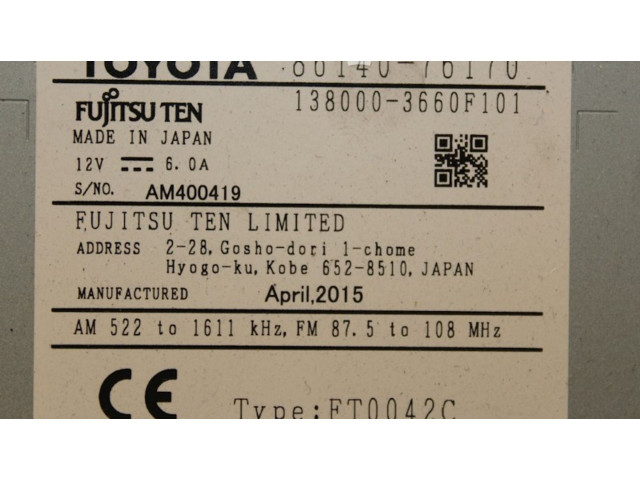 TOYOTA 86140-76170
FUJITSU TEN 138000-3660F101
MADE IN JAPAN
12V 6.0A
S/NO. AM400419
FUJITSU TEN LIMITED
ADDRESS 2-28, Gosho-dori 1-chome
Hyogo-ku, Kobe 652-8510, JAPAN
MANUFACTURED April,2015
AM 522 to 1611 kHz, FM 87.5 to 108 MHz
CE Type:FT0042C